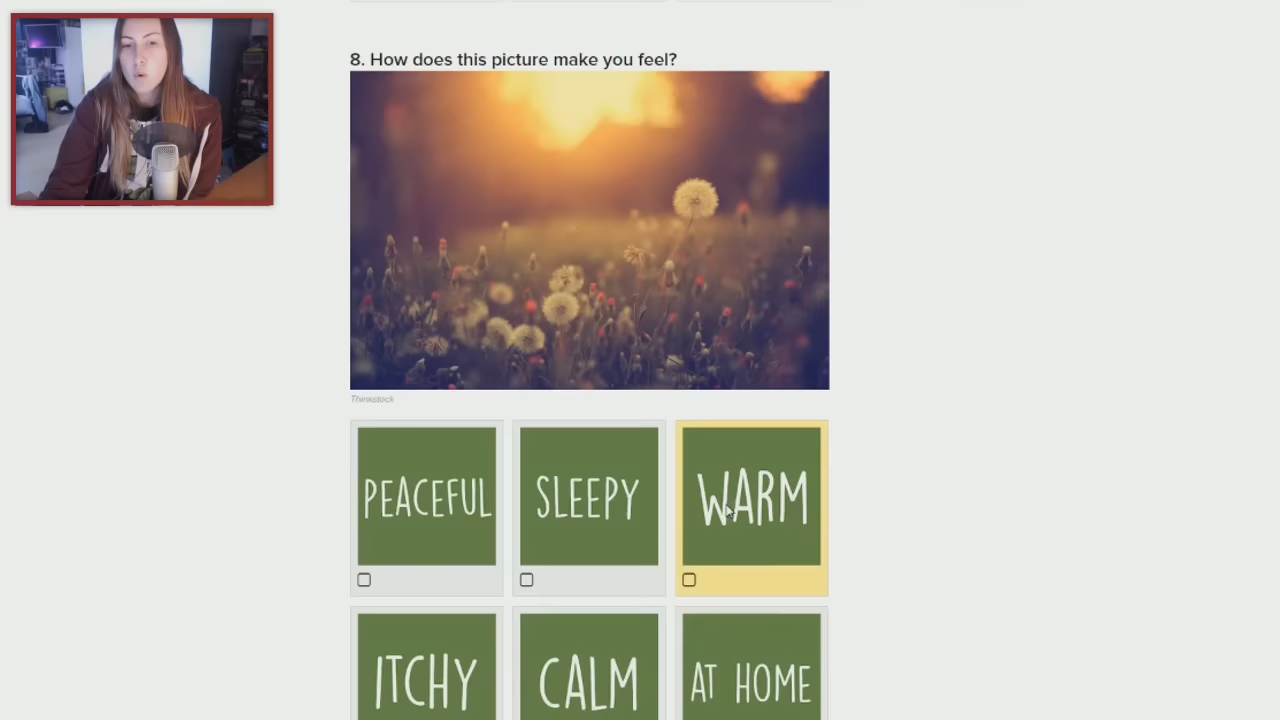 8. How does this picture make you feel?
Thinkstock
PEACEFUL
SLEEPY
WARM
ITCHY
CALM
AT HOME